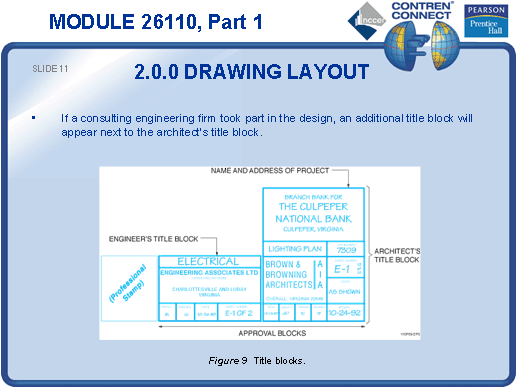 MODULE 26110, Part 1
nccer
CONTREN
CONNECT
PEARSON
Prentice
Hall
SLIDE 11
2.0.0 DRAWING LAYOUT
• If a consulting engineering firm took part in the design, an additional title block will
appear next to the architect's title block.
NAME AND ADDRESS OF PROJECT
BRANCH BANK FOR
THE CULPEPER
NATIONAL BANK
CULPEPER, VIRGINIA
ENGINEER'S TITLE BLOCK
ARCHITECT'S
TITLE BLOCK
LIGHTING PLAN
7309
ELECTRICAL
ENGINEERING ASSOCIATES LTD
CHARLOTTESVILLE AND
VIRGINIA
E-1 OF 2
(Professional
Stamp)
BROWN &
BROWNING
ARCHITECTS
A
I
A
E-1
AS SHOWN
10-24-92
APPROVAL BLOCKS
Figure 9 Title blocks.